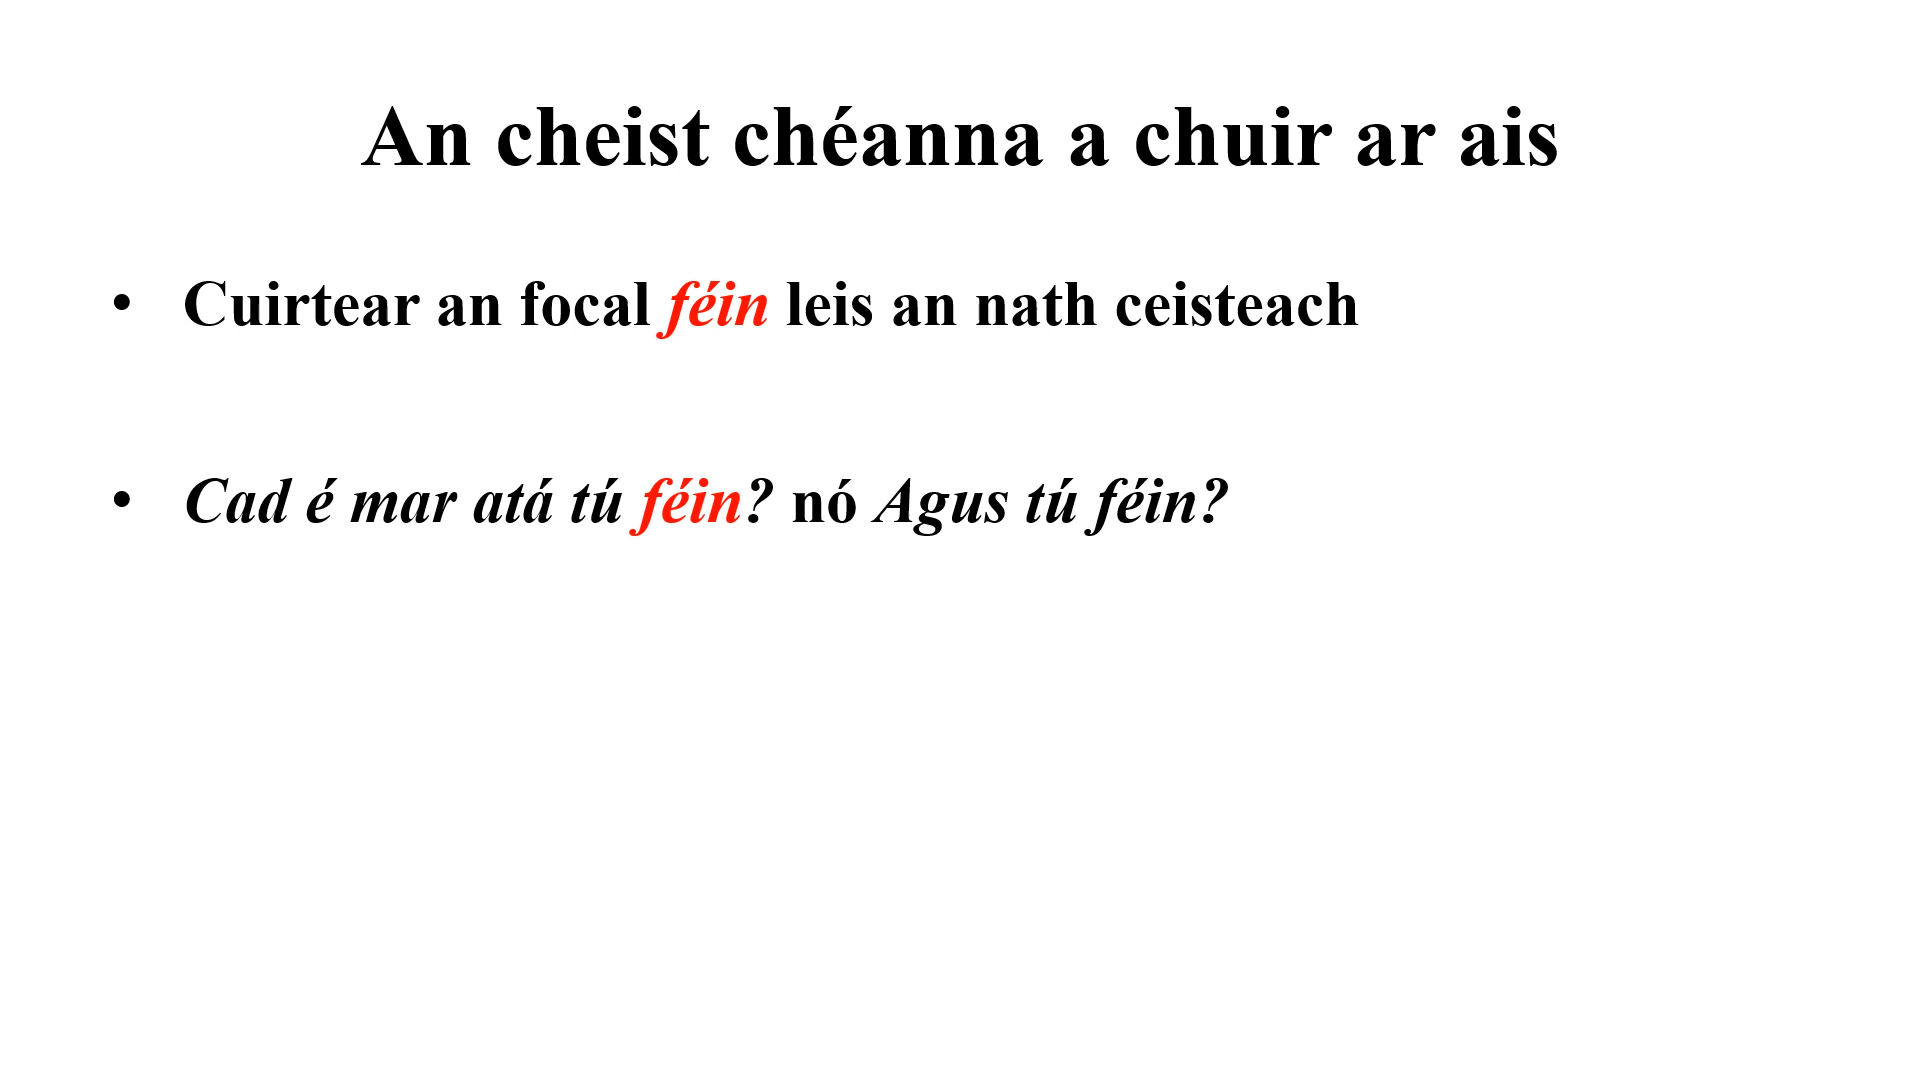 An cheist chéanna a chuir ar ais
• Cuirtear an focal féin leis an nath ceisteach
• Cad é mar atá tú féin? nó Agus tú féin?